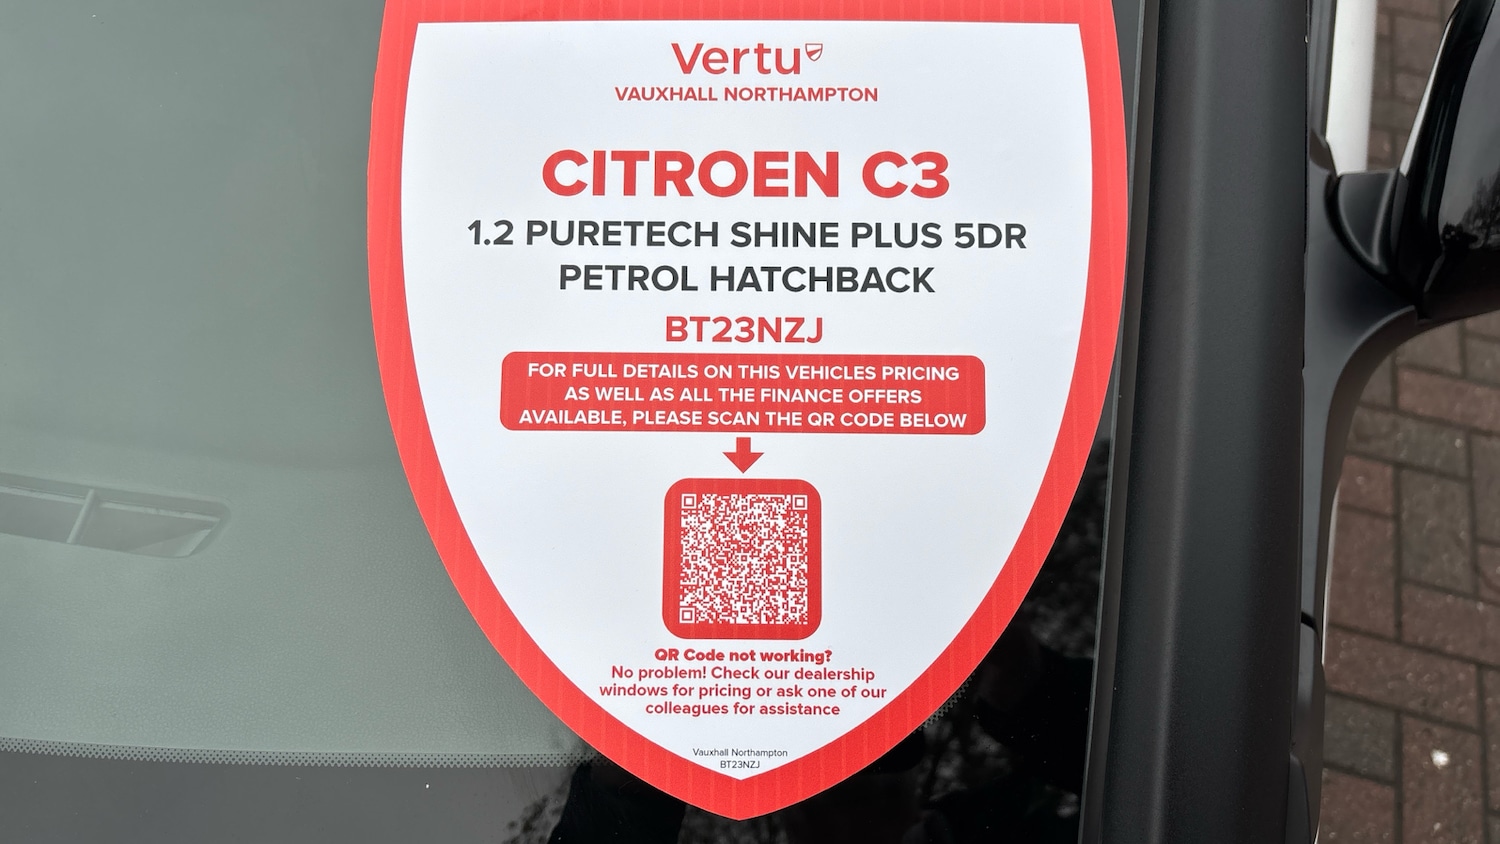 Vertu
VAUXHALL NORTHAMPTON
CITROEN C3
1.2 PURETECH SHINE PLUS 5DR
PETROL HATCHBACK
BT23NZJ
FOR FULL DETAILS ON THIS VEHICLES PRICING
AS WELL AS ALL THE FINANCE OFFERS
AVAILABLE, PLEASE SCAN THE QR CODE BELOW
QR Code not working?
No problem! Check our dealership
windows for pricing or ask one of our
colleagues for assistance
Vauxhall Northampton
BT23NZJ